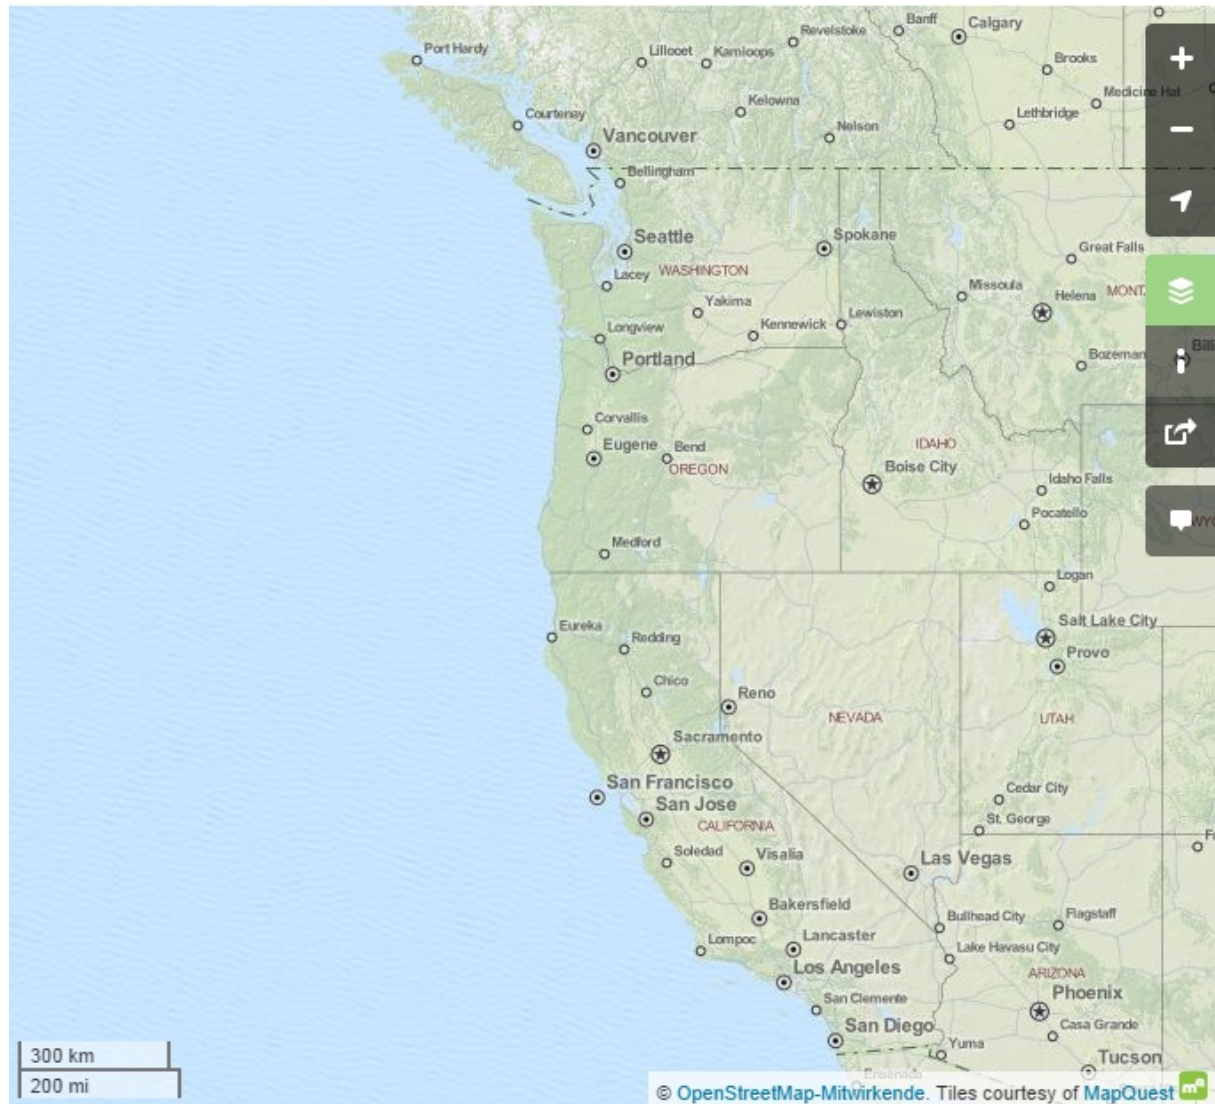 Banff
Calgary
Revelstoke
Port Hardy
Lillooet
Kamloops
Brooks
Medicine Hat
Kelowna
Courtenay
Lethbridge
Nelson
Vancouver
Bellingham
Seattle
Spokane
Great Falls
WASHINGTON
Lacey
Missoula
MONT
Helena
Yakima
Lewiston
Kennewick
Longview
Billi
Portland
Bozeman
Corvallis
IDAHO
Eugene
Bend
OREGON
Boise City
Idaho Falls
Pocatello
WYO
Medford
Logan
Eureka
Redding
Salt Lake City
Provo
Chico
Reno
NEVADA
UTAH
Sacramento
San Francisco
Cedar City
San Jose
St. George
CALIFORNIA
F
Soledad
Visalia
Las Vegas
Bakersfield
Bullhead City
Flagstaff
Lompoc
Lancaster
Lake Havasu City
Los Angeles
ARIZONA
Phoenix
San Clemente
San Diego
Casa Grande
Yuma
300 km
Tucson
Ensenada
200 mi
© OpenStreetMap-Mitwirkende. Tiles courtesy of MapQuest